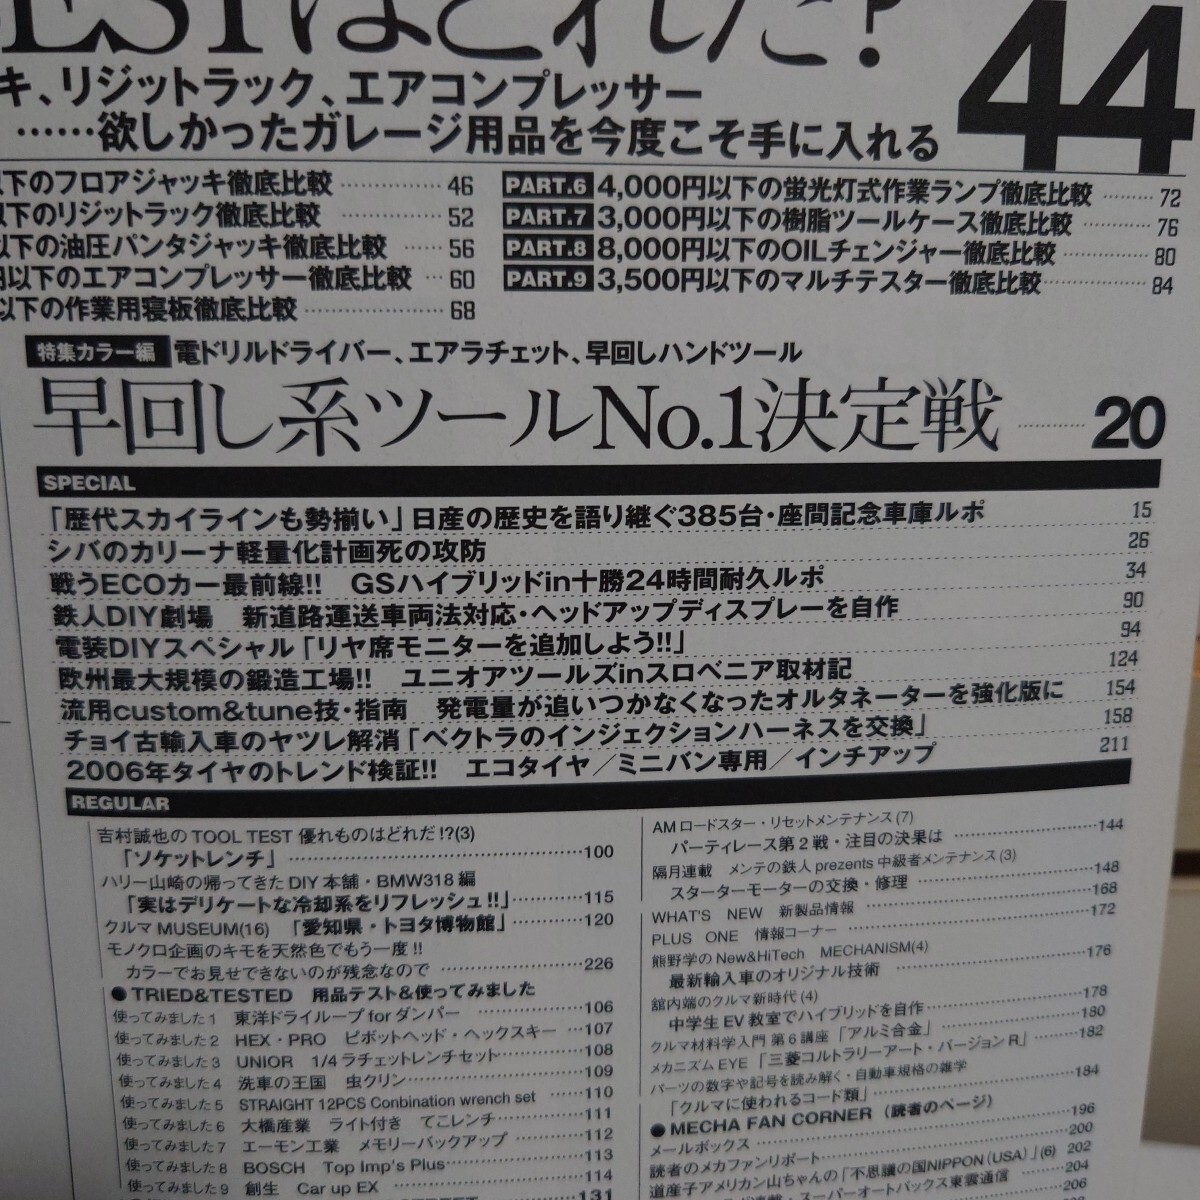 ESTはどれだ?
キ、リジットラック、エアコンプレッサー
……欲しかったガレージ用品を今度こそ手に入れる 44
以下のフロアジャッキ徹底比較 46
以下のリジットラック徹底比較 52
以下の油圧パンタジャッキ徹底比較 56
円以下のエアコンプレッサー徹底比較 60
以下の作業用寝板徹底比較 68
PART.6 4,000円以下の蛍光灯式作業ランプ徹底比較 72
PART.7 3,000円以下の樹脂ツールケース徹底比較 76
PART.8 8,000円以下のOILチェンジャー徹底比較 80
PART.9 3,500円以下のマルチテスター徹底比較 84
特集カラー編 電ドリルドライバー、エアラチェット、早回しハンドツール
早回し系ツールNo.1決定戦 20
SPECIAL
「歴代スカイラインも勢揃い」日産の歴史を語り継ぐ385台・座間記念車庫ルポ 15
シバのカリーナ軽量化計画死の攻防 26
戦うECOカー最前線!! GSハイブリッドin十勝24時間耐久ルポ 34
鉄人DIY劇場 新道路運送車両法対応・ヘッドアップディスプレーを自作 90
電装DIYスペシャル「リヤ席モニターを追加しよう!!」 94
欧州最大規模の鍛造工場!! ユニオアツールズinスロベニア取材記 124
流用custom&tune技・指南 発電量が追いつかなくなったオルタネーターを強化版に 154
チョイ古輸入車のヤツレ解消「ベクトラのインジェクションハーネスを交換」 158
2006年タイヤのトレンド検証!! エコタイヤ／ミニバン専用／インチアップ 211
REGULAR
吉村誠也のTOOL TEST 優れものはどれだ!?(3)
「ソケットレンチ」 100
ハリー山崎の帰ってきたDIY本舗・BMW318編
「実はデリケートな冷却系をリフレッシュ!!」 115
クルマMUSEUM(16) 「愛知県・トヨタ博物館」 120
モノクロ企画のキモを天然色でもう一度!!
カラーでお見せできないのが残念なので 226
●TRIED&TESTED 用品テスト&使ってみました
使ってみました1 東洋ドライルーブforダンパー 106
使ってみました2 HEX・PRO ピボットヘッド・ヘックスキー 107
使ってみました3 UNIOR 1/4ラチェットレンチセット 108
使ってみました4 洗車の王国 虫クリン 109
使ってみました5 STRAIGHT 12PCS Conbination wrench set 110
使ってみました6 大橋産業 ライト付き てこレンチ 111
使ってみました7 エーモン工業 メモリーバックアップ 112
使ってみました8 BOSCH Top Imp's Plus 113
使ってみました9 創生 Car up EX 114
131
AMロードスター・リセットメンテナンス(7)
パーティレース第2戦・注目の決果は 144
隔月連載 メンテの鉄人prezents中級者メンテナンス(3)
スターターモーターの交換・修理 148
WHAT'S NEW 新製品情報 168
PLUS ONE 情報コーナー 172
熊野学のNew&HiTech MECHANISM(4)
最新輸入車のオリジナル技術 176
舘内端のクルマ新時代(4)
中学生EV教室でハイブリッドを自作 178
クルマ材料学入門 第6講座「アルミ合金」 180
メカニズムEYE「三菱コルトラリーアート・バージョンR」 182
パーツの数字や記号を読み解く・自動車規格の雑学
「クルマに使われるコード類」 184
●MECHA FAN CORNER (読者のページ)
メールボックス 196
読者のメカファンリポート 200
道産子アメリカン山ちゃんの「不思議の国NIPPON(USA)」(6) 202
・スーパーオートバックス東雲通信 204
206